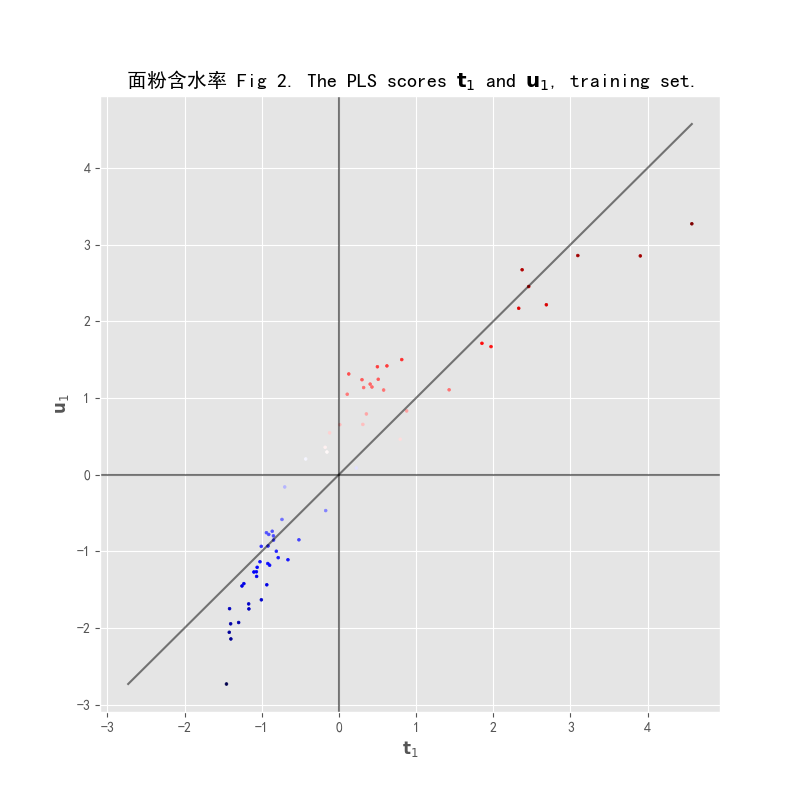 面粉含水率 Fig 2. The PLS scores t₁ and u₁, training set.
4
3
2
1
0
−1
−2
−3
u₁
−3 −2 −1 0 1 2 3 4
t₁